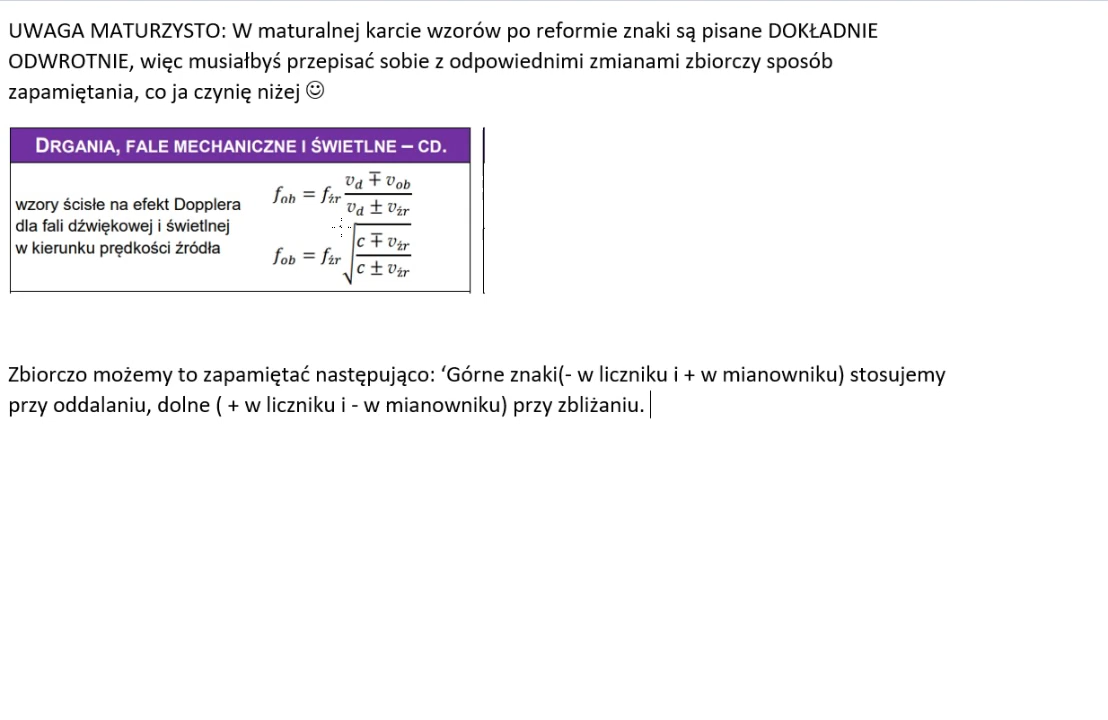 UWAGA MATURZYSTO: W maturalnej karcie wzorów po reformie znaki są pisane DOKŁADNIE
ODWROTNIE, więc musiałbyś przepisać sobie z odpowiednimi zmianami zbiorczy sposób
zapamiętania, co ja czynię niżej ☺
DRGANIA, FALE MECHANICZNE I ŚWIETLNE – CD.
wzory ścisłe na efekt Dopplera
dla fali dźwiękowej i świetlnej
w kierunku prędkości źródła
f_ob = f_źr (v_d ∓ v_ob)/(v_d ± v_źr)
f_ob = f_źr √((c ∓ v_źr)/(c ± v_źr))
Zbiorczo możemy to zapamiętać następująco: ‘Górne znaki(- w liczniku i + w mianowniku) stosujemy
przy oddalaniu, dolne ( + w liczniku i - w mianowniku) przy zbliżaniu.